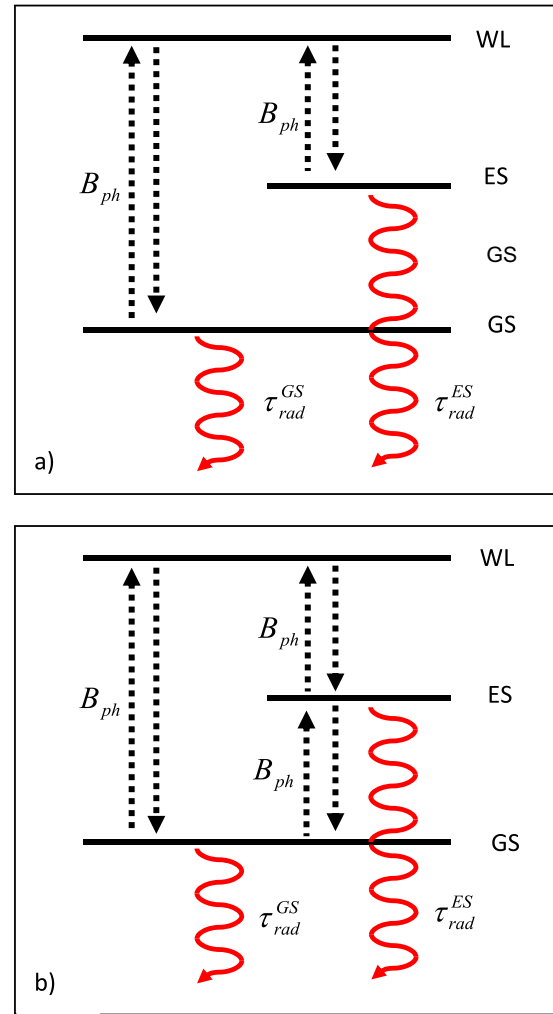 WL
B_ph
B_ph
ES
GS
GS
τ_rad^GS
τ_rad^ES
a)
WL
B_ph
B_ph
ES
B_ph
GS
τ_rad^GS
τ_rad^ES
b)